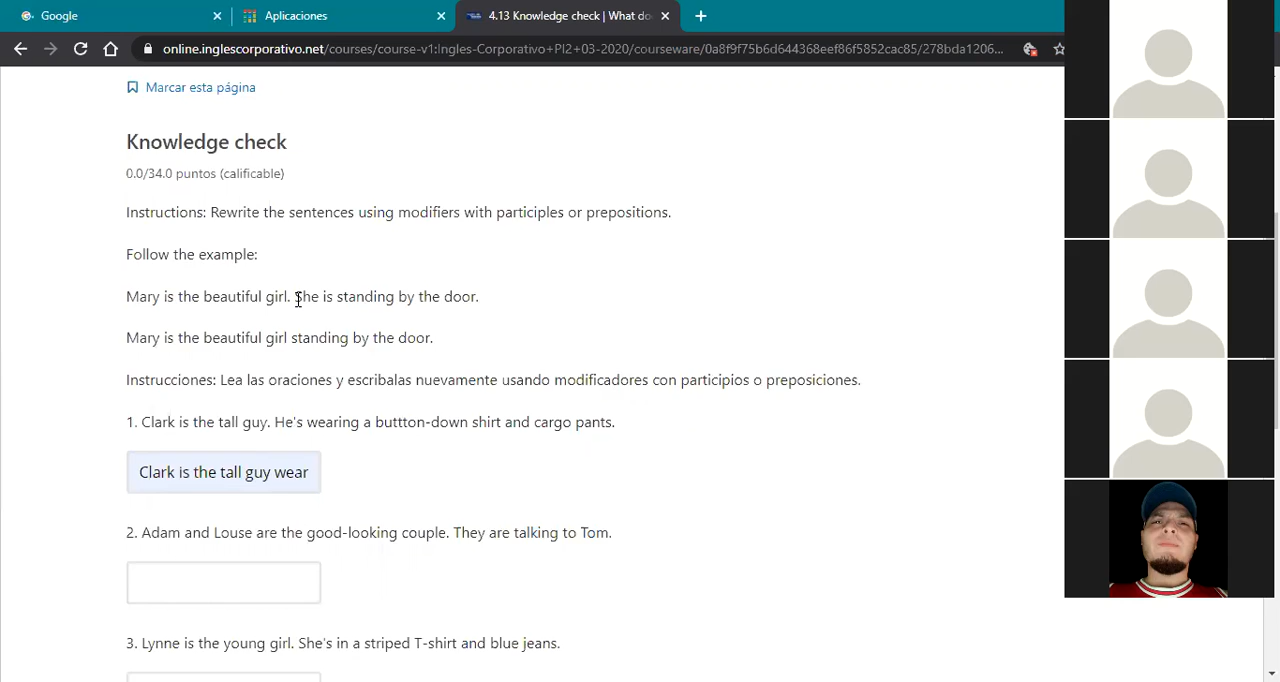 Google
Aplicaciones
4.13 Knowledge check | What do
online.inglescorporativo.net/courses/course-v1:Ingles-Corporativo+PI2+03-2020/courseware/0a8f9f75b6d644368eef86f5852cac85/278bda1206...
Marcar esta página
Knowledge check
0.0/34.0 puntos (calificable)
Instructions: Rewrite the sentences using modifiers with participles or prepositions.
Follow the example:
Mary is the beautiful girl. She is standing by the door.
Mary is the beautiful girl standing by the door.
Instrucciones: Lea las oraciones y escribalas nuevamente usando modificadores con participios o preposiciones.
1. Clark is the tall guy. He's wearing a buttton-down shirt and cargo pants.
Clark is the tall guy wear
2. Adam and Louse are the good-looking couple. They are talking to Tom.
3. Lynne is the young girl. She's in a striped T-shirt and blue jeans.